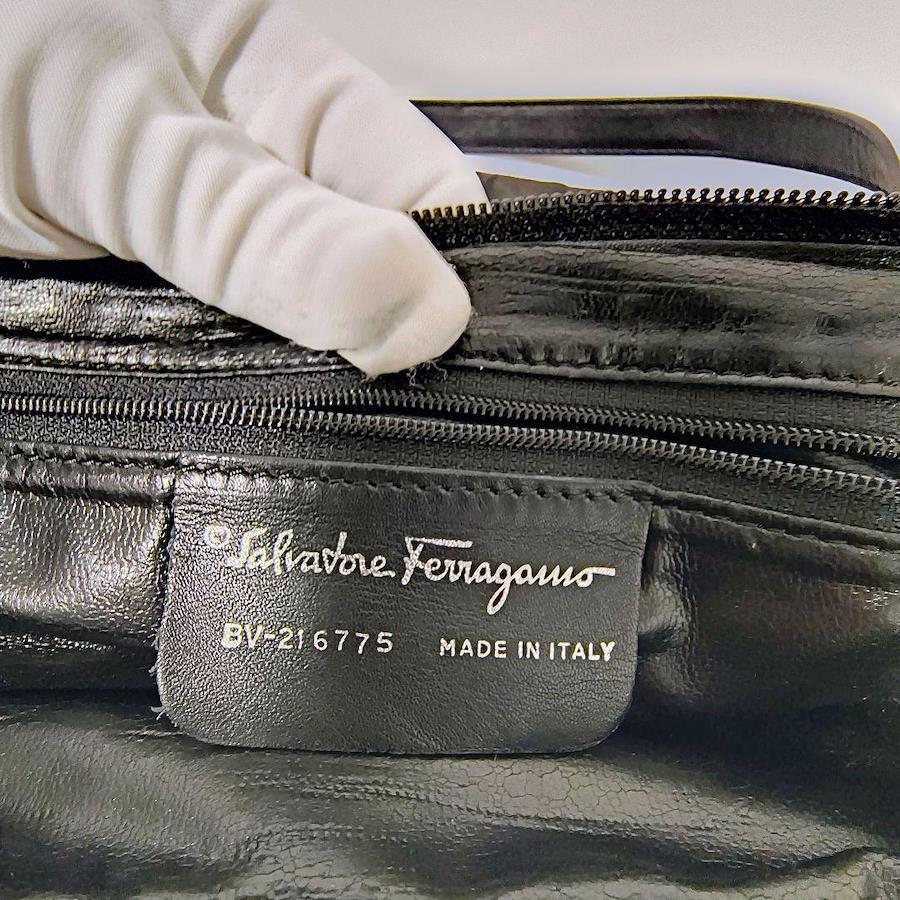 © Salvatore Ferragamo
BV-216775 MADE IN ITALY